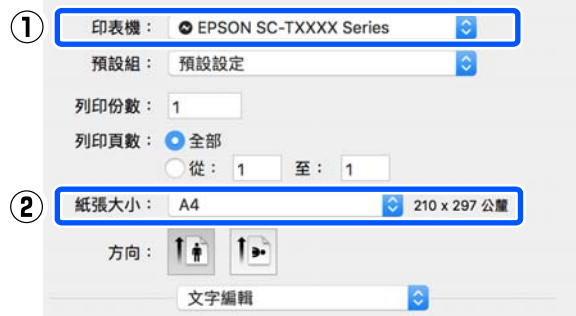 ① 印表機： EPSON SC-TXXXX Series
預設組： 預設設定
列印份數： 1
列印頁數： 全部
從： 1 至： 1
② 紙張大小： A4 210 x 297 公釐
方向：
文字編輯